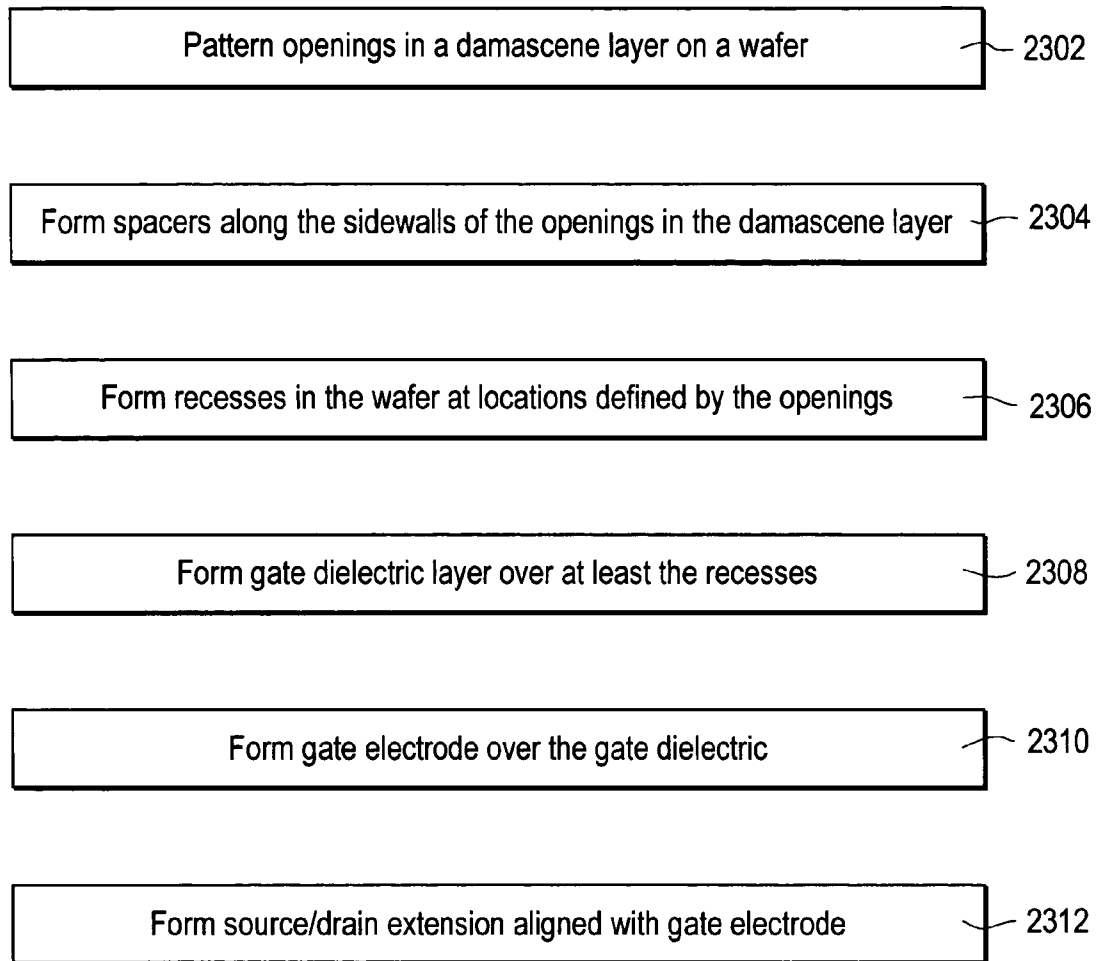 Pattern openings in a damascene layer on a wafer 2302
Form spacers along the sidewalls of the openings in the damascene layer 2304
Form recesses in the wafer at locations defined by the openings 2306
Form gate dielectric layer over at least the recesses 2308
Form gate electrode over the gate dielectric 2310
Form source/drain extension aligned with gate electrode 2312